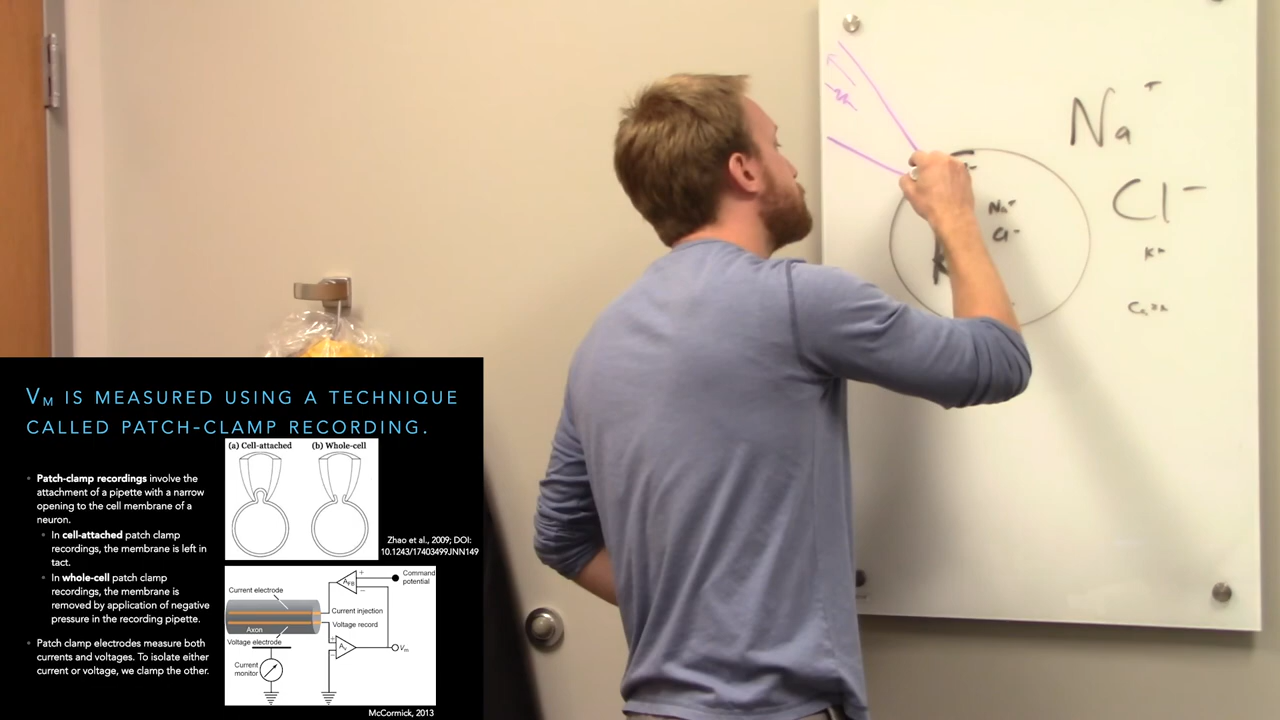 Na+
Cl-
K+
Ca2+
Na+
Cl-
K
VM IS MEASURED USING A TECHNIQUE
CALLED PATCH-CLAMP RECORDING.
(a) Cell-attached (b) Whole-cell
• Patch-clamp recordings involve the
attachment of a pipette with a narrow
opening to the cell membrane of a
neuron.
• In cell-attached patch clamp
recordings, the membrane is left in
tact.
• In whole-cell patch clamp
recordings, the membrane is
removed by application of negative
pressure in the recording pipette.
• Patch clamp electrodes measure both
currents and voltages. To isolate either
current or voltage, we clamp the other.
Zhao et al., 2009; DOI:
10.1243/17403499JNN149
Command
potential
AFB
+
−
Current electrode
Current injection
Voltage record
Axon
Voltage electrode
+
AV
−
Vm
Current
monitor
McCormick, 2013